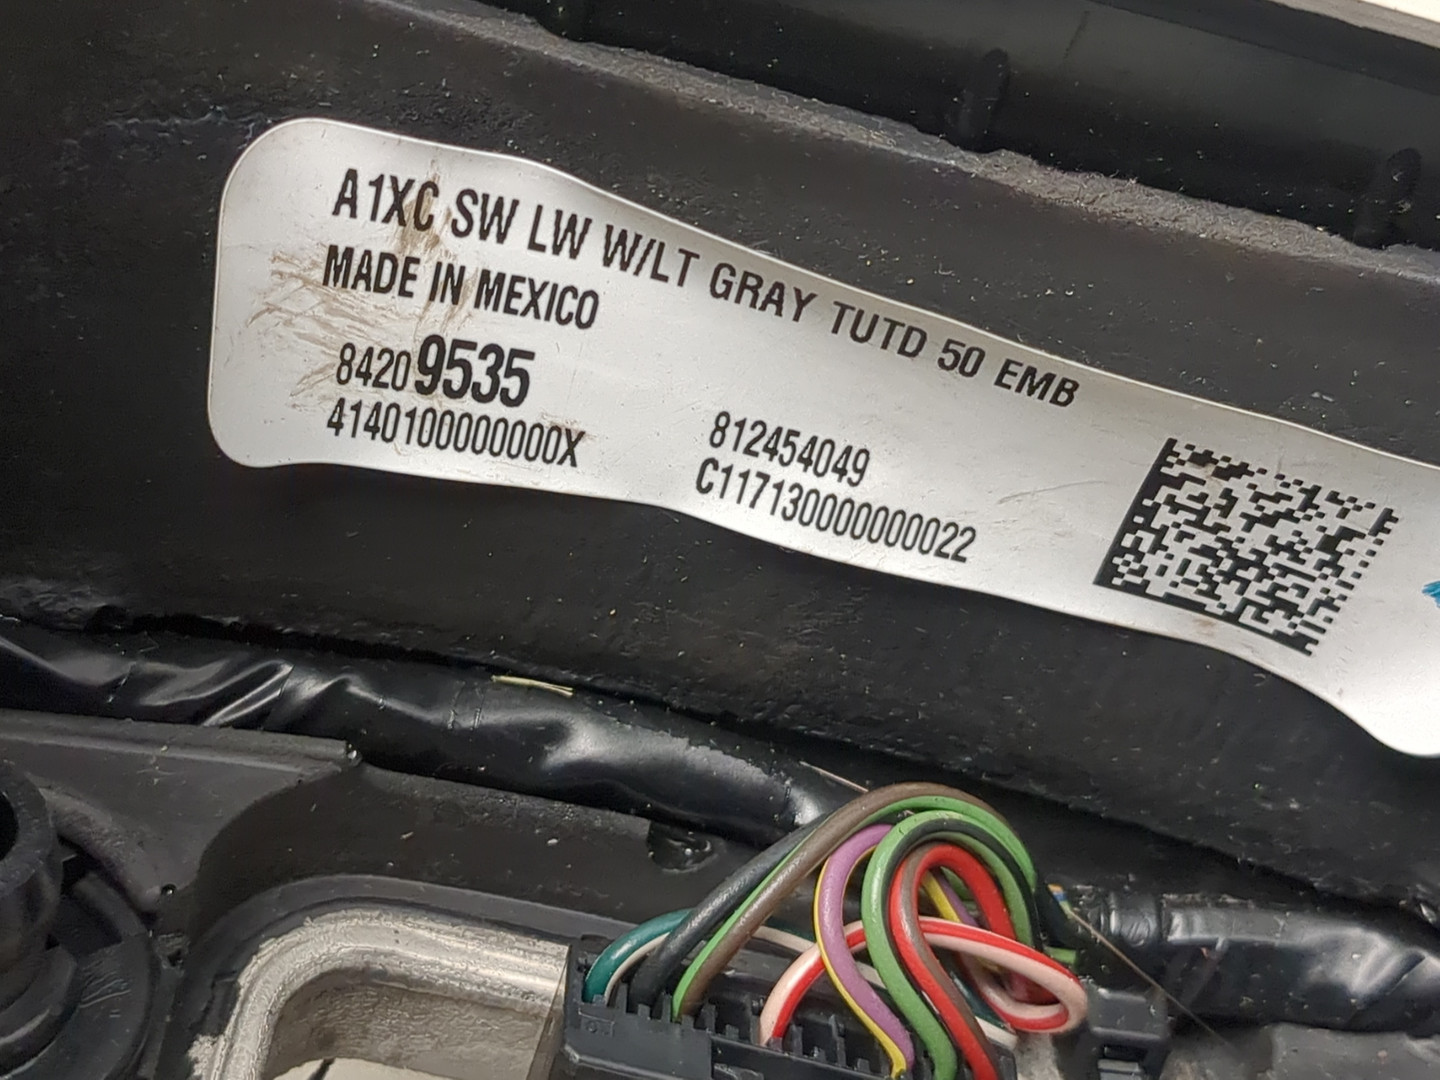 A1XC SW LW W/LT GRAY TUTD 50 EMB
MADE IN MEXICO
84209535
4140100000000X
812454049
C117130000000022